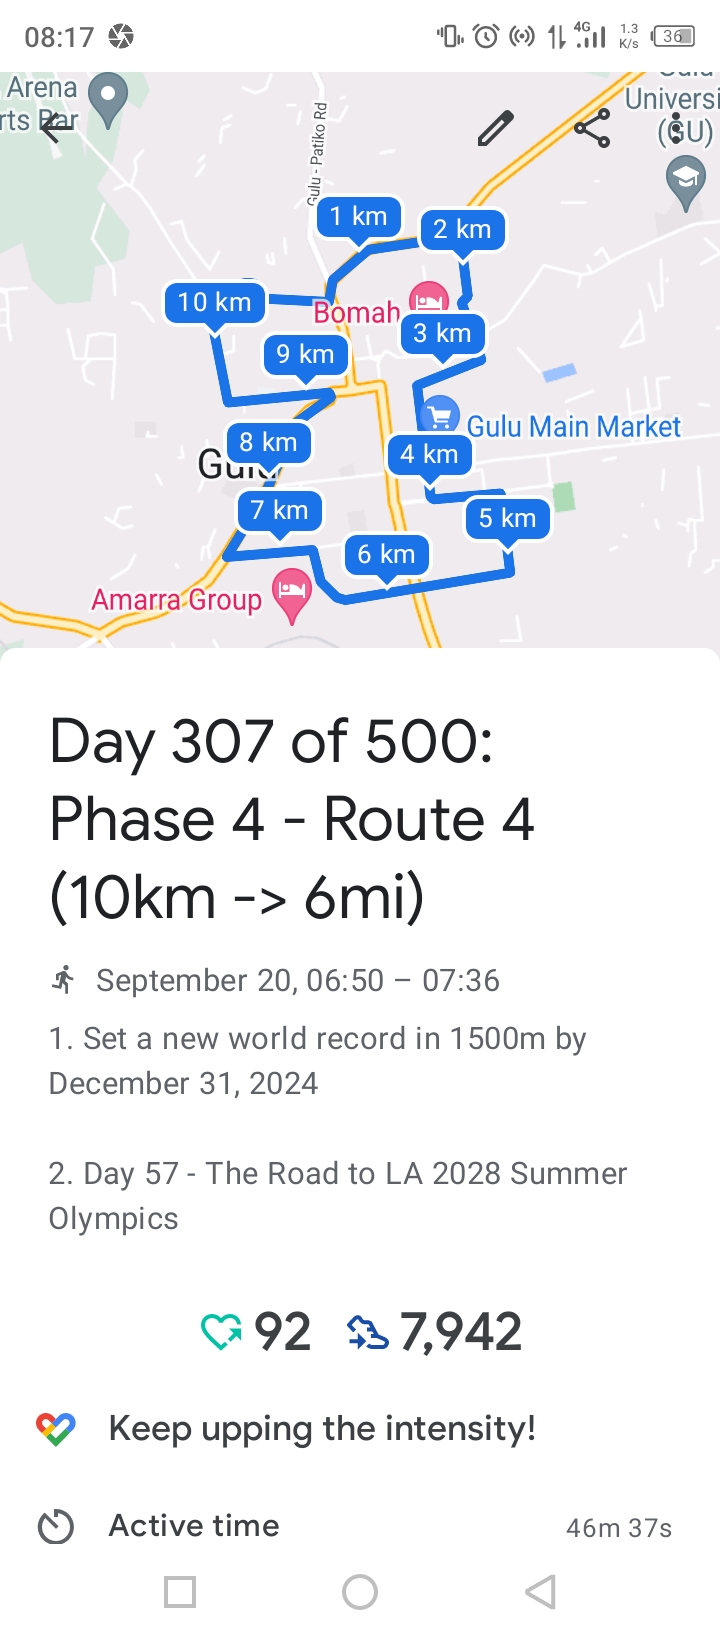 08:17
4G
1.3
K/s
36
Arena
rts Bar
Gulu - Patiko Rd
Gulu
Universi
(GU)
1 km
2 km
10 km
Bomah
3 km
9 km
Gulu Main Market
8 km
Gulu
4 km
7 km
5 km
6 km
Amarra Group
Day 307 of 500:
Phase 4 - Route 4
(10km -> 6mi)
September 20, 06:50 – 07:36
1. Set a new world record in 1500m by
December 31, 2024
2. Day 57 - The Road to LA 2028 Summer
Olympics
92 7,942
Keep upping the intensity!
Active time 46m 37s